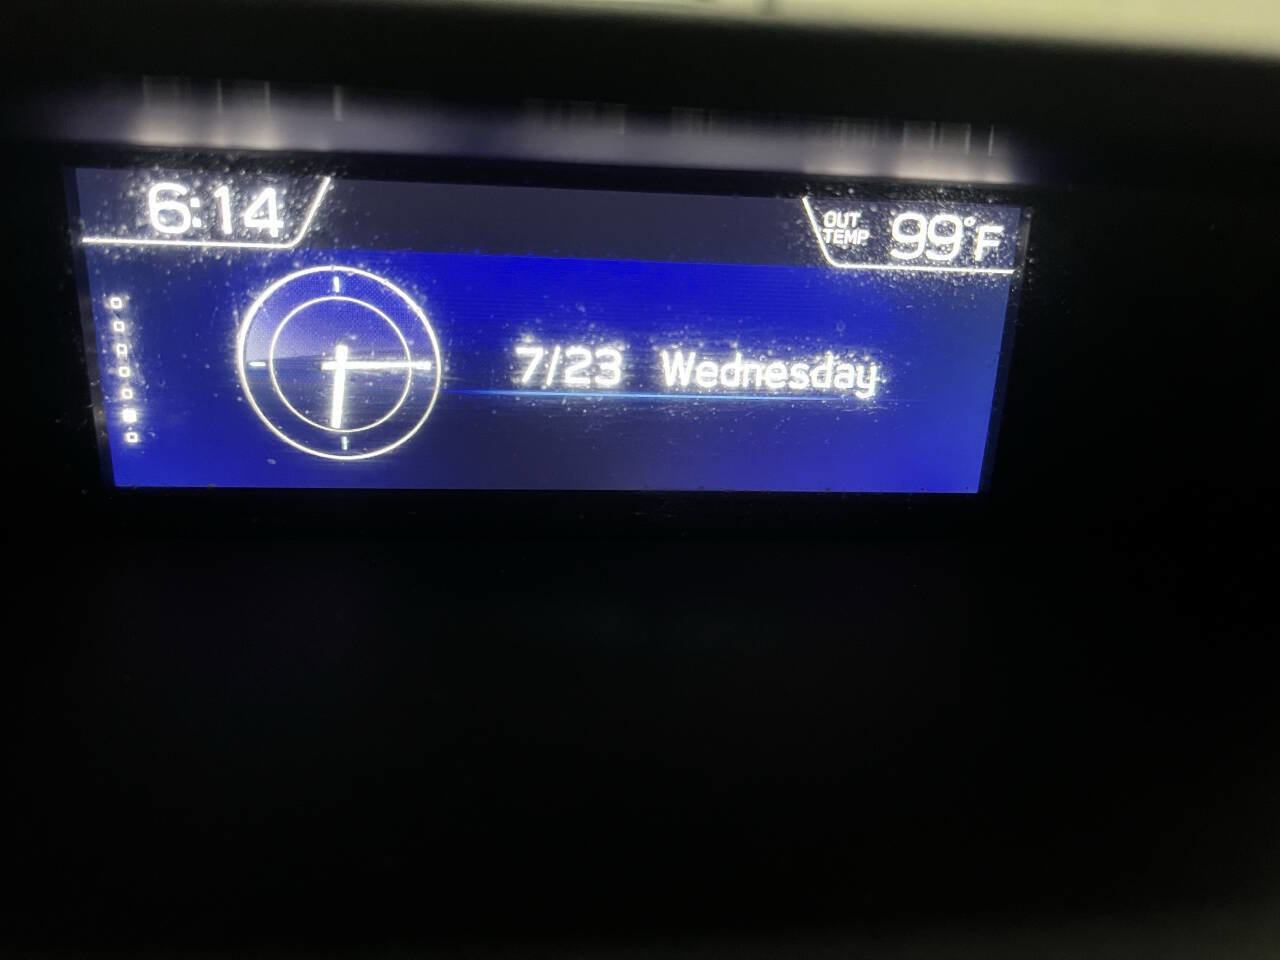 6:14
OUT TEMP 99°F
7/23 Wednesday